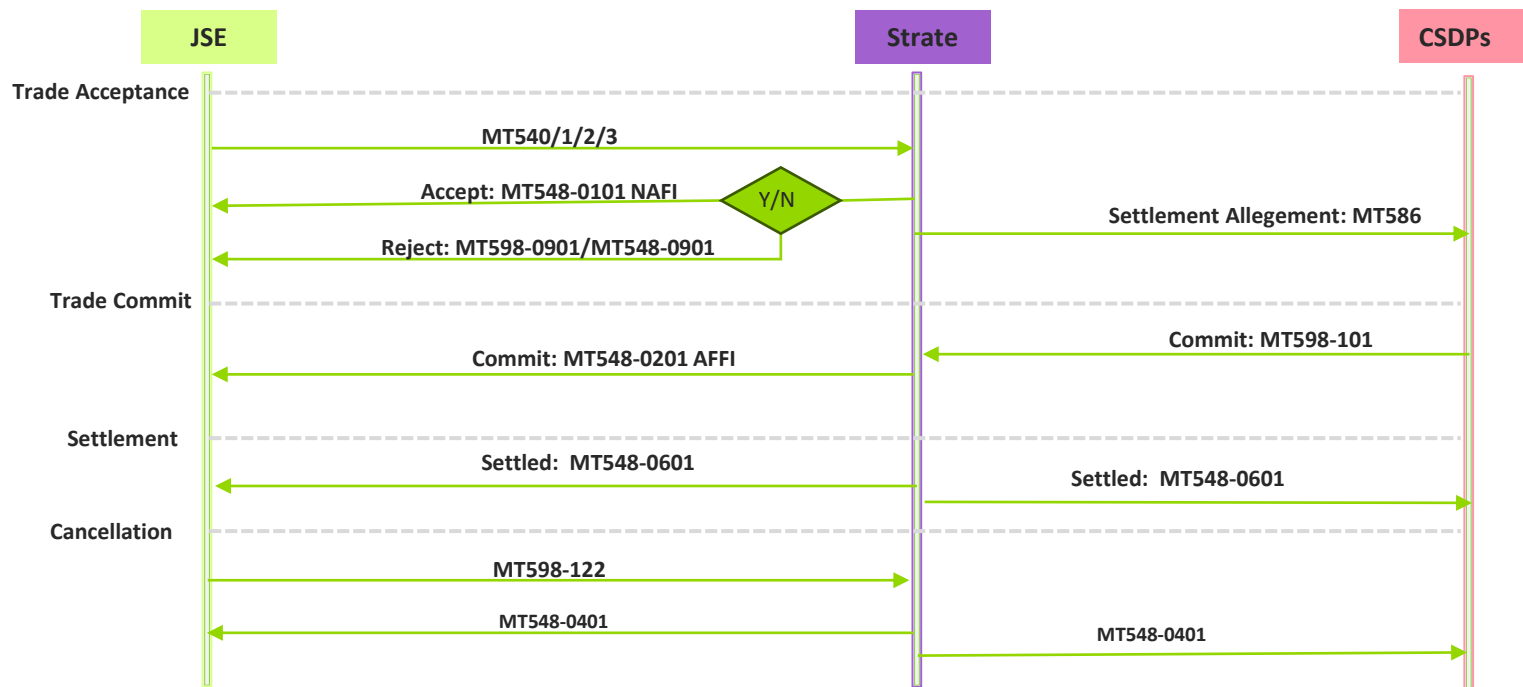 JSE
Strate
CSDPs
Trade Acceptance
MT540/1/2/3
Accept: MT548-0101 NAFI
Y/N
Settlement Allegement: MT586
Reject: MT598-0901/MT548-0901
Trade Commit
Commit: MT598-101
Commit: MT548-0201 AFFI
Settlement
Settled:  MT548-0601
Settled:  MT548-0601
Cancellation
MT598-122
MT548-0401
MT548-0401